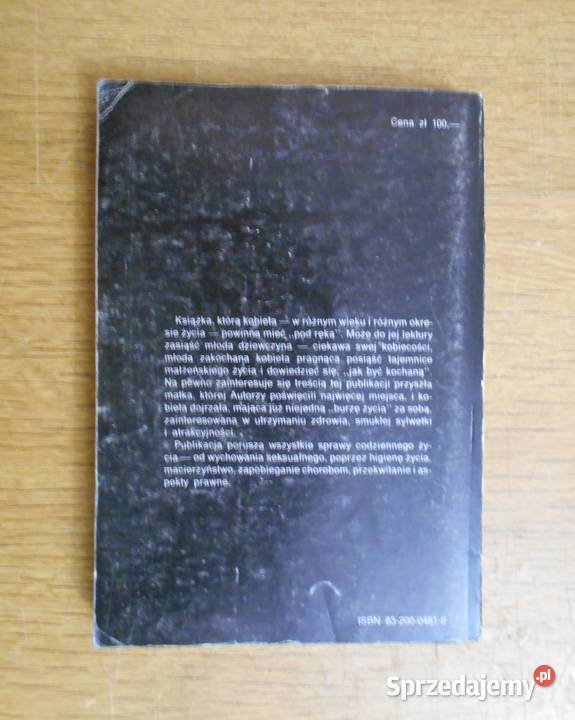 Cena zł 100,—
Książka, którą kobieta — w różnym wieku i różnym okre-
sie życia — powinna mieć „pod ręką”. Może do jej lektury
zasiąść młoda dziewczyna — ciekawa swej kobiecości,
młoda zakochana kobieta pragnąca posiąść tajemnice
małżeńskiego życia i dowiedzieć się, „jak być kochaną”.
Na pewno zainteresuje się treścią tej publikacji przyszła
matka, której Autorzy poświęcili najwięcej miejsca, i ko-
bieta dojrzała, mająca już niejedną „burzę życia” za sobą,
zainteresowana w utrzymaniu zdrowia, smukłej sylwetki
i atrakcyjności.
Publikacja porusza wszystkie sprawy codziennego ży-
cia — od wychowania seksualnego, poprzez higienę życia,
macierzyństwo, zapobieganie chorobom, przekwitanie i as-
pekty prawne.
ISBN 83-200-0481-0
Sprzedajemy.pl